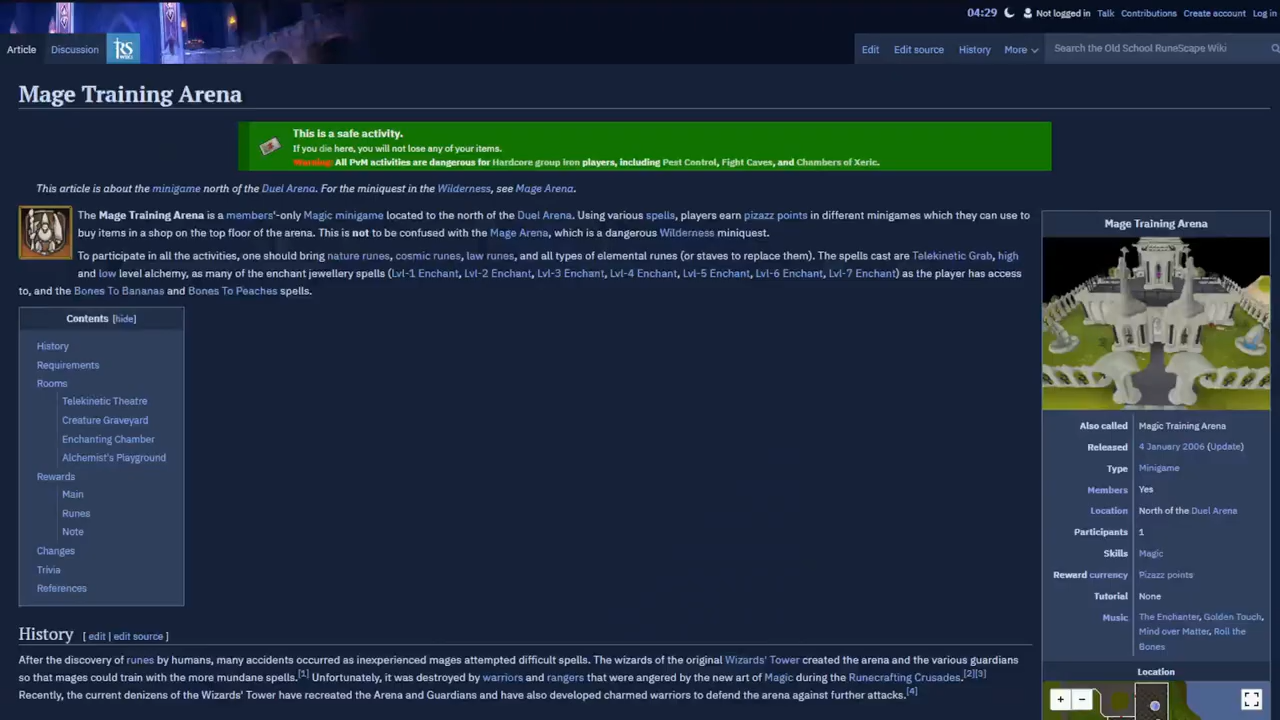 04:29 Not logged in Talk Contributions Create account Log in
Article Discussion RS WIKI Edit Edit source History More Search the Old School RuneScape Wiki
Mage Training Arena
This is a safe activity.
If you die here, you will not lose any of your items.
Warning: All PvM activities are dangerous for Hardcore group iron players, including Pest Control, Fight Caves, and Chambers of Xeric.
This article is about the minigame north of the Duel Arena. For the miniquest in the Wilderness, see Mage Arena.
The Mage Training Arena is a members'-only Magic minigame located to the north of the Duel Arena. Using various spells, players earn pizazz points in different minigames which they can use to
buy items in a shop on the top floor of the arena. This is not to be confused with the Mage Arena, which is a dangerous Wilderness miniquest.
To participate in all the activities, one should bring nature runes, cosmic runes, law runes, and all types of elemental runes (or staves to replace them). The spells cast are Telekinetic Grab, high
and low level alchemy, as many of the enchant jewellery spells (Lvl-1 Enchant, Lvl-2 Enchant, Lvl-3 Enchant, Lvl-4 Enchant, Lvl-5 Enchant, Lvl-6 Enchant, Lvl-7 Enchant) as the player has access
to, and the Bones To Bananas and Bones To Peaches spells.
Contents [hide]
History
Requirements
Rooms
Telekinetic Theatre
Creature Graveyard
Enchanting Chamber
Alchemist's Playground
Rewards
Main
Runes
Note
Changes
Trivia
References
History [ edit | edit source ]
After the discovery of runes by humans, many accidents occurred as inexperienced mages attempted difficult spells. The wizards of the original Wizards' Tower created the arena and the various guardians
so that mages could train with the more mundane spells.[1] Unfortunately, it was destroyed by warriors and rangers that were angered by the new art of Magic during the Runecrafting Crusades.[2][3]
Recently, the current denizens of the Wizards' Tower have recreated the Arena and Guardians and have also developed charmed warriors to defend the arena against further attacks.[4]
Mage Training Arena
Also called Magic Training Arena
Released 4 January 2006 (Update)
Type Minigame
Members Yes
Location North of the Duel Arena
Participants 1
Skills Magic
Reward currency Pizazz points
Tutorial None
Music The Enchanter, Golden Touch,
Mind over Matter, Roll the
Bones
Location
+ −